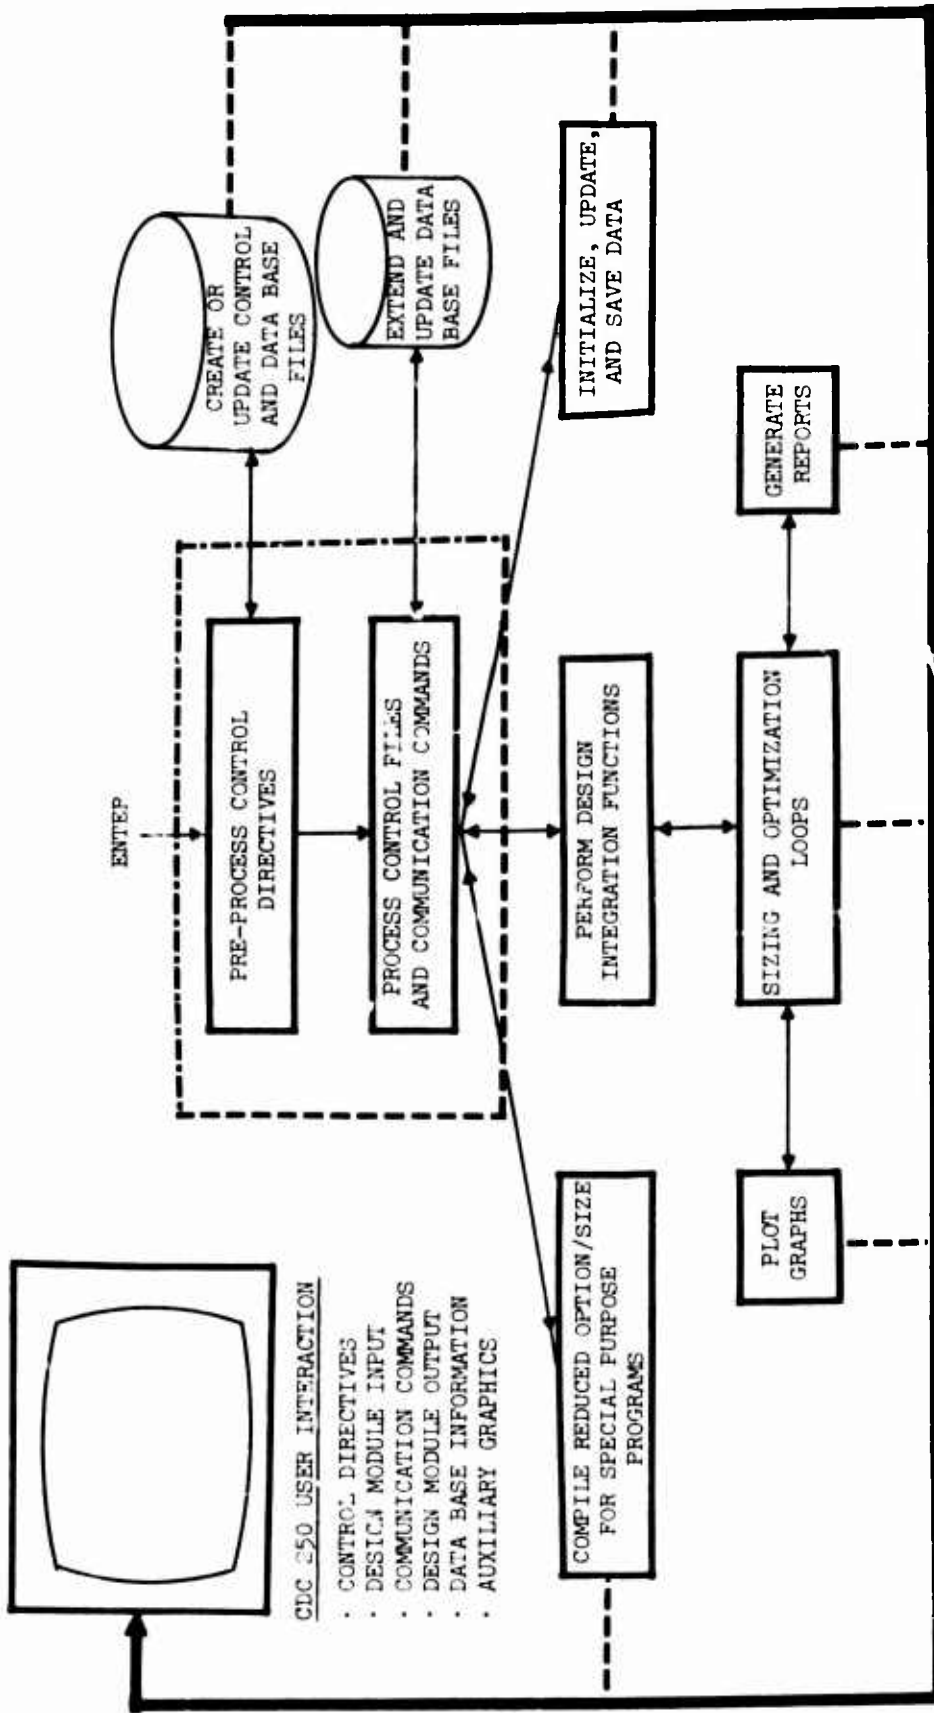 CDC 250 USER INTERACTION
· CONTROL DIRECTIVES
· DESIGN MODULE INPUT
· COMMUNICATION COMMANDS
· DESIGN MODULE OUTPUT
· DATA BASE INFORMATION
· AUXILIARY GRAPHICS
ENTER
PRE-PROCESS CONTROL
DIRECTIVES
CREATE OR
UPDATE CONTROL
AND DATA BASE
FILES
PROCESS CONTROL FILES
AND COMMUNICATION COMMANDS
EXTEND AND
UPDATE DATA
BASE FILES
COMPILE REDUCED OPTION/SIZE
FOR SPECIAL PURPOSE
PROGRAMS
PERFORM DESIGN
INTEGRATION FUNCTIONS
INITIALIZE, UPDATE,
AND SAVE DATA
PLOT
GRAPHS
SIZING AND OPTIMIZATION
LOOPS
GENERATE
REPORTS